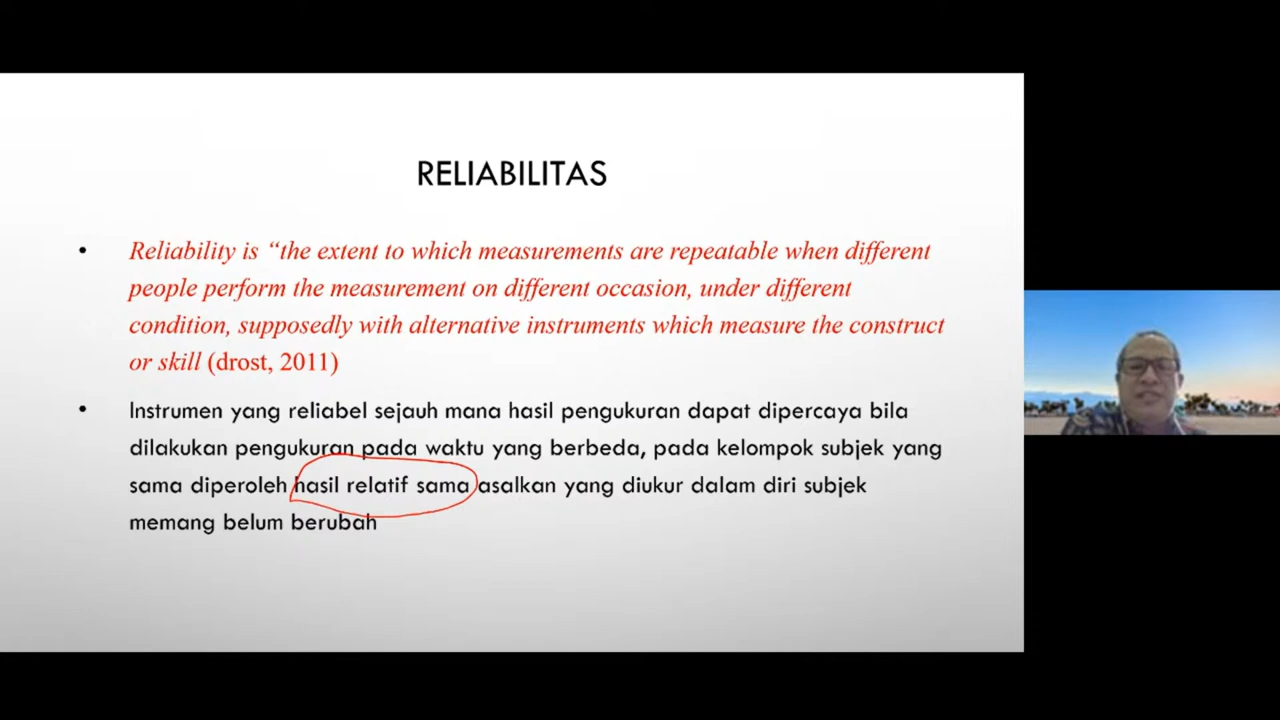 RELIABILITAS
• Reliability is “the extent to which measurements are repeatable when different
people perform the measurement on different occasion, under different
condition, supposedly with alternative instruments which measure the construct
or skill (drost, 2011)
• Instrumen yang reliabel sejauh mana hasil pengukuran dapat dipercaya bila
dilakukan pengukuran pada waktu yang berbeda, pada kelompok subjek yang
sama diperoleh hasil relatif sama asalkan yang diukur dalam diri subjek
memang belum berubah